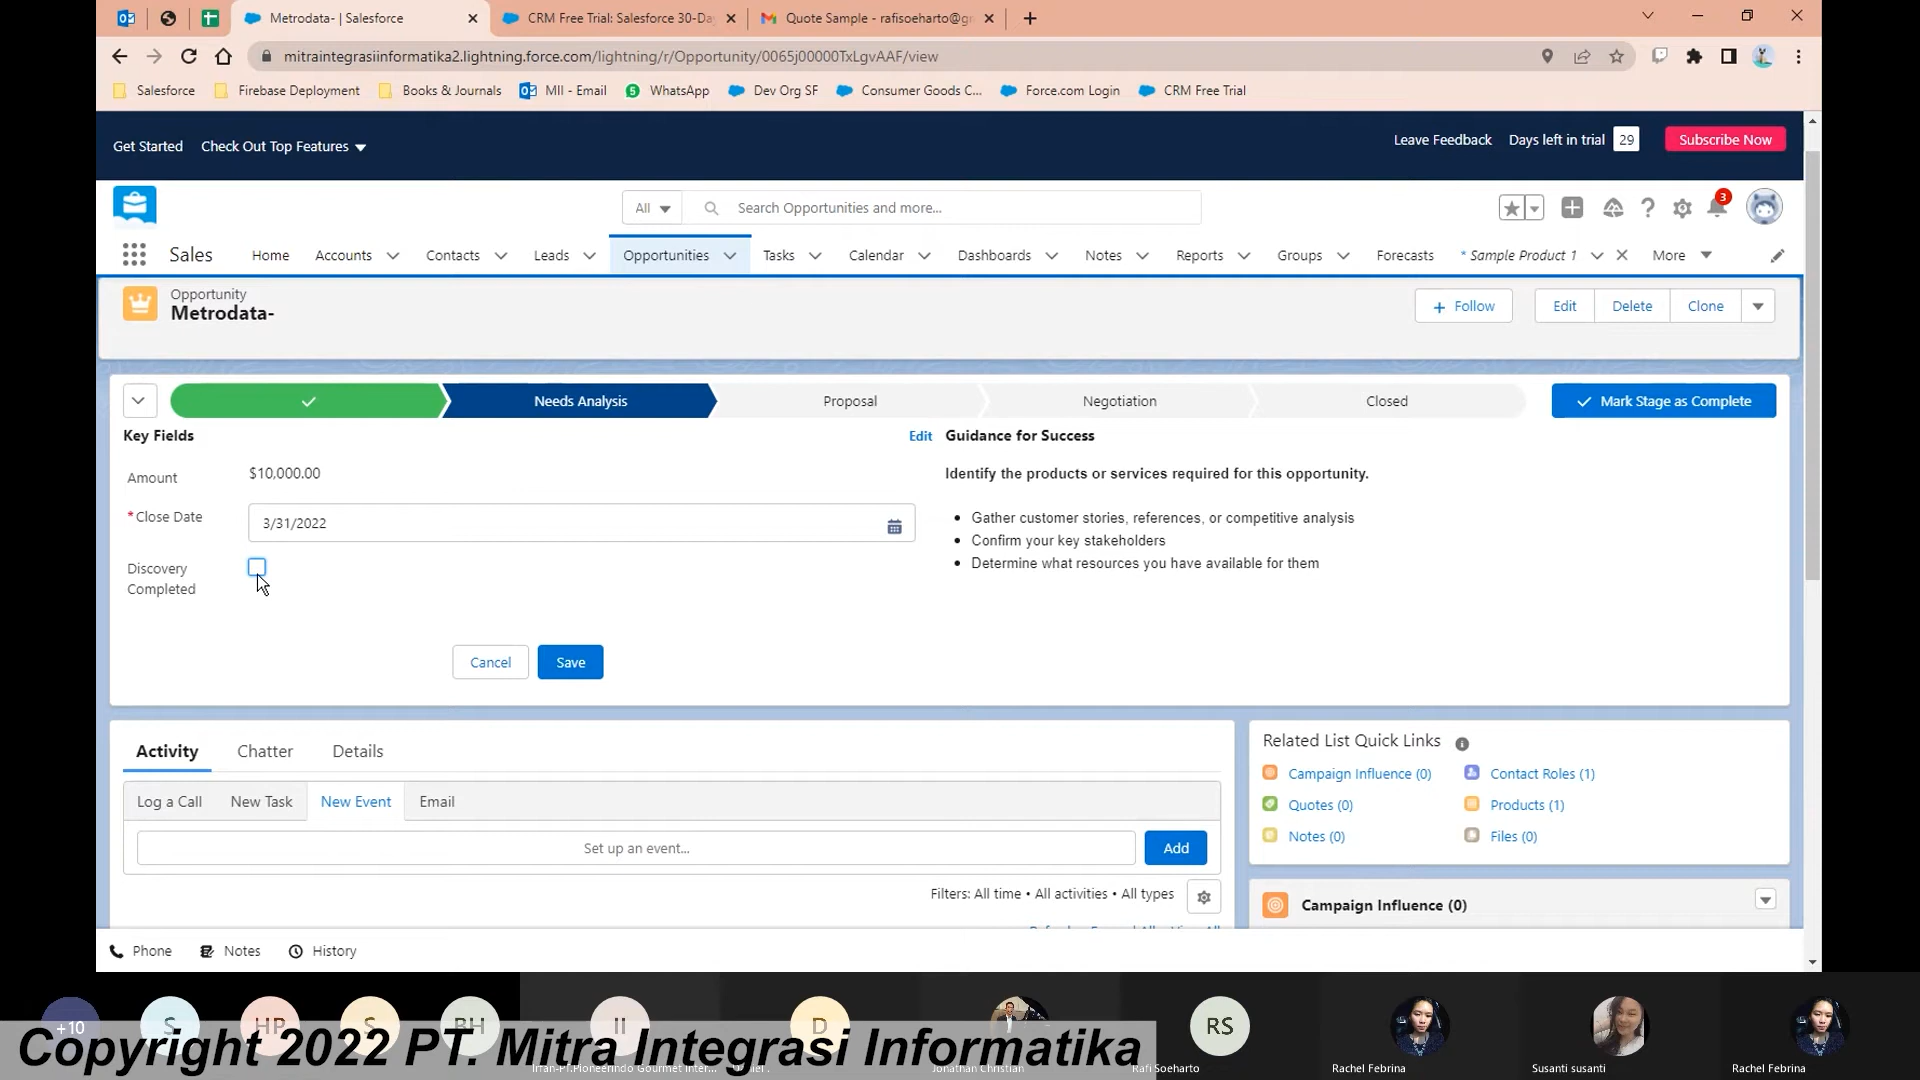 Metrodata- | Salesforce
CRM Free Trial: Salesforce 30-Da
Quote Sample - rafisoeharto@g
mitraintegrasiinformatika2.lightning.force.com/lightning/r/Opportunity/0065j00000TxLgvAAF/view
Salesforce
Firebase Deployment
Books & Journals
MII - Email
WhatsApp
Dev Org SF
Consumer Goods C...
Force.com Login
CRM Free Trial
Get Started
Check Out Top Features
Leave Feedback
Days left in trial 29
Subscribe Now
All
Search Opportunities and more...
3
Sales
Home
Accounts
Contacts
Leads
Opportunities
Tasks
Calendar
Dashboards
Notes
Reports
Groups
Forecasts
* Sample Product 1
More
Opportunity
Metrodata-
+ Follow
Edit
Delete
Clone
Needs Analysis
Proposal
Negotiation
Closed
Mark Stage as Complete
Key Fields
Edit
Guidance for Success
Amount
$10,000.00
Identify the products or services required for this opportunity.
*Close Date
3/31/2022
Gather customer stories, references, or competitive analysis
Confirm your key stakeholders
Determine what resources you have available for them
Discovery
Completed
Cancel
Save
Activity
Chatter
Details
Related List Quick Links
Campaign Influence (0)
Contact Roles (1)
Quotes (0)
Products (1)
Notes (0)
Files (0)
Log a Call
New Task
New Event
Email
Set up an event...
Add
Filters: All time • All activities • All types
Campaign Influence (0)
Phone
Notes
History
+10
S
HP
S
BH
II
D
RS
Copyright 2022 PT. Mitra Integrasi Informatika
Jonathan Christian
Rafi Soeharto
Rachel Febrina
Susanti susanti
Rachel Febrina